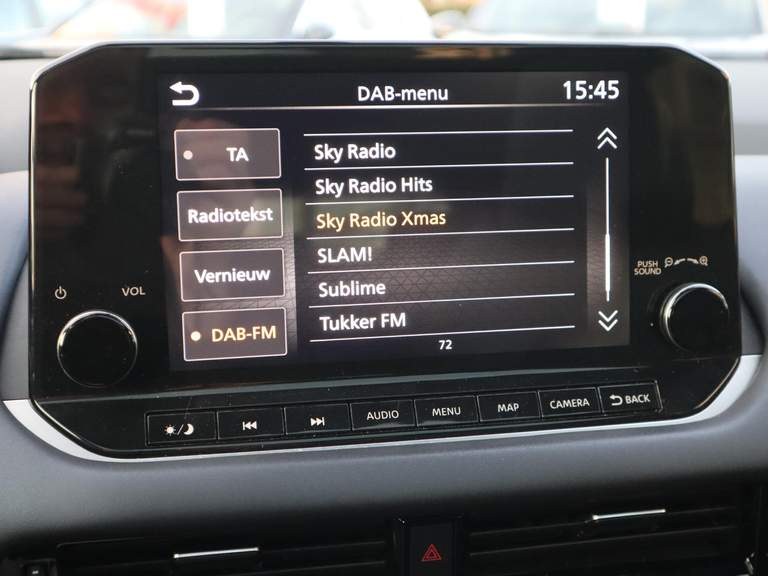 DAB-menu 15:45
TA
Radiotekst
Vernieuw
DAB-FM
Sky Radio
Sky Radio Hits
Sky Radio Xmas
SLAM!
Sublime
Tukker FM
72
VOL
PUSH
SOUND
AUDIO MENU MAP CAMERA BACK